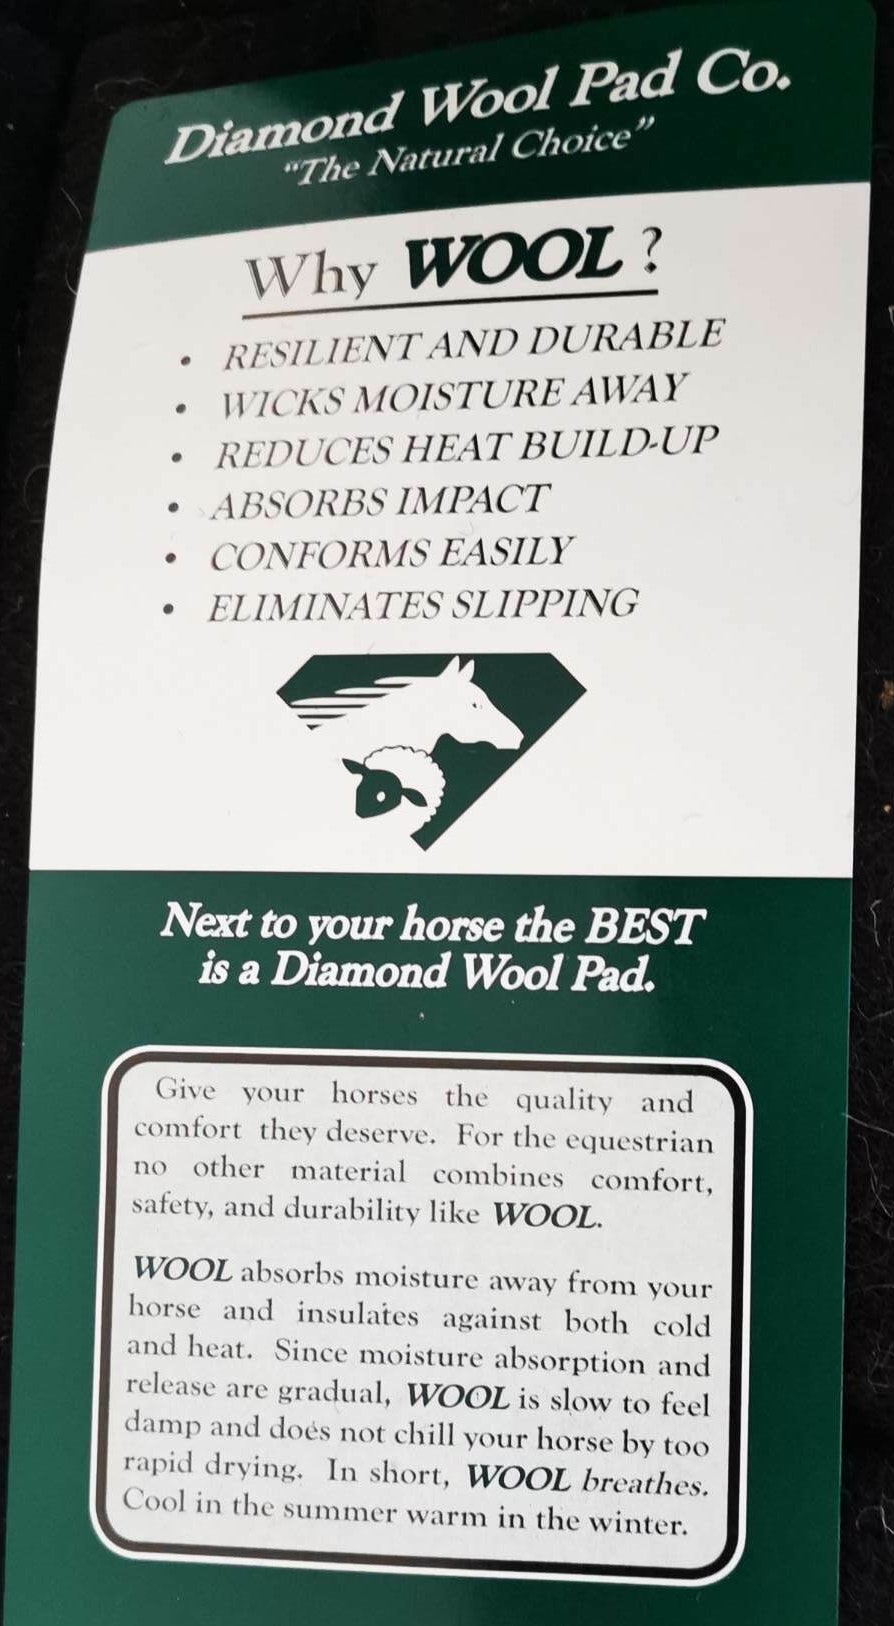 Diamond Wool Pad Co.
"The Natural Choice"
Why WOOL?
• RESILIENT AND DURABLE
• WICKS MOISTURE AWAY
• REDUCES HEAT BUILD-UP
• ABSORBS IMPACT
• CONFORMS EASILY
• ELIMINATES SLIPPING
Next to your horse the BEST
is a Diamond Wool Pad.
Give your horses the quality and
comfort they deserve. For the equestrian
no other material combines comfort,
safety, and durability like WOOL.
WOOL absorbs moisture away from your
horse and insulates against both cold
and heat. Since moisture absorption and
release are gradual, WOOL is slow to feel
damp and does not chill your horse by too
rapid drying. In short, WOOL breathes.
Cool in the summer warm in the winter.